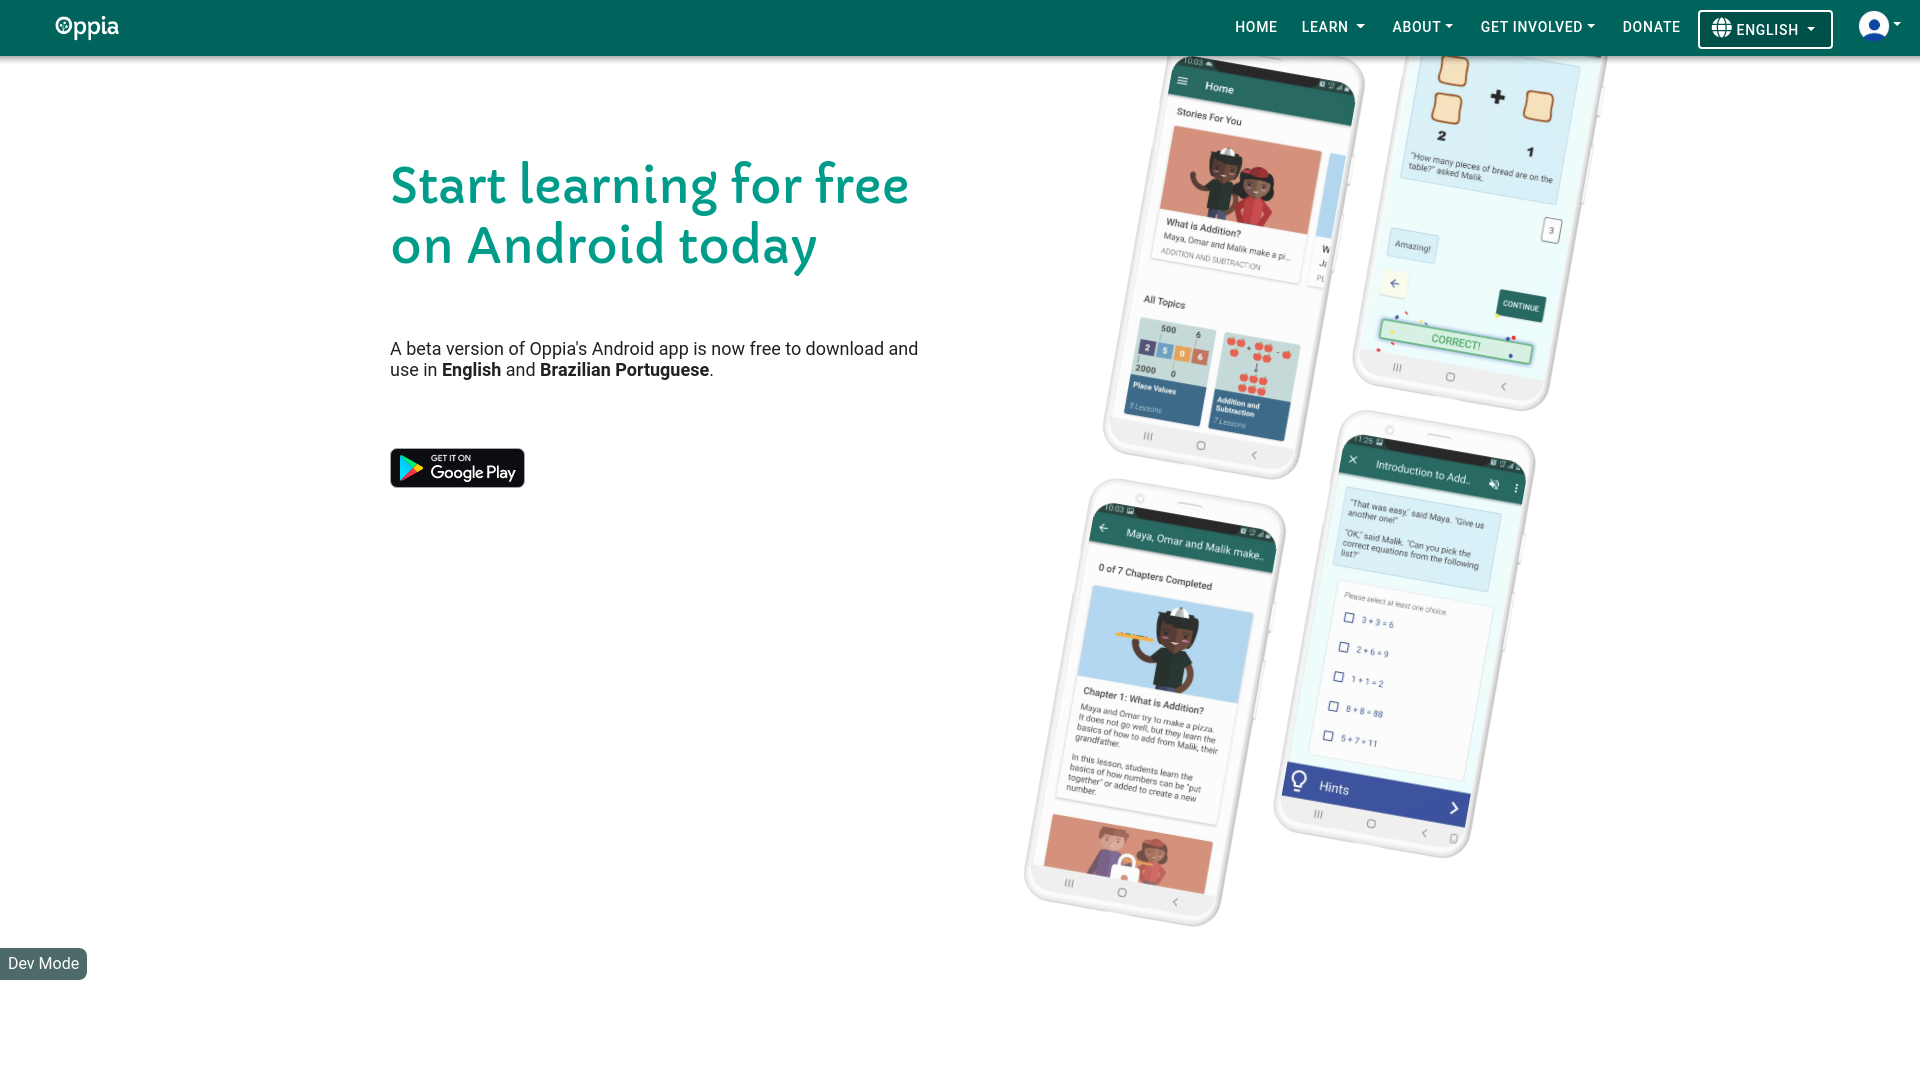 Oppia
HOME
LEARN
ABOUT
GET INVOLVED
DONATE
ENGLISH
Start learning for free
on Android today
A beta version of Oppia's Android app is now free to download and
use in English and Brazilian Portuguese.
GET IT ON
Google Play
10:03
Home
Stories For You
What is Addition?
Maya, Omar and Malik make a pi...
ADDITION AND SUBTRACTION
W
Ja
All Topics
500 6
2 5 0 6
2000 0
Place Values
5 Lessons
Addition and
Subtraction
7 Lessons
+
2
1
"How many pieces of bread are on the
table?" asked Malik.
3
Amazing!
CONTINUE
CORRECT!
10:03
Maya, Omar and Malik make...
0 of 7 Chapters Completed
Chapter 1: What is Addition?
Maya and Omar try to make a pizza.
It does not go well, but they learn the
basics of how to add from Malik, their
grandfather.
In this lesson, students learn the
basics of how numbers can be "put
together" or added to create a new
number.
11:26
Introduction to Add..
"That was easy," said Maya. "Give us
another one!"
"OK," said Malik. "Can you pick the
correct equations from the following
list?"
Please select at least one choice.
3 + 3 = 6
2 + 6 = 9
1 + 1 = 2
8 + 8 = 88
5 + 7 = 11
Hints
Dev Mode